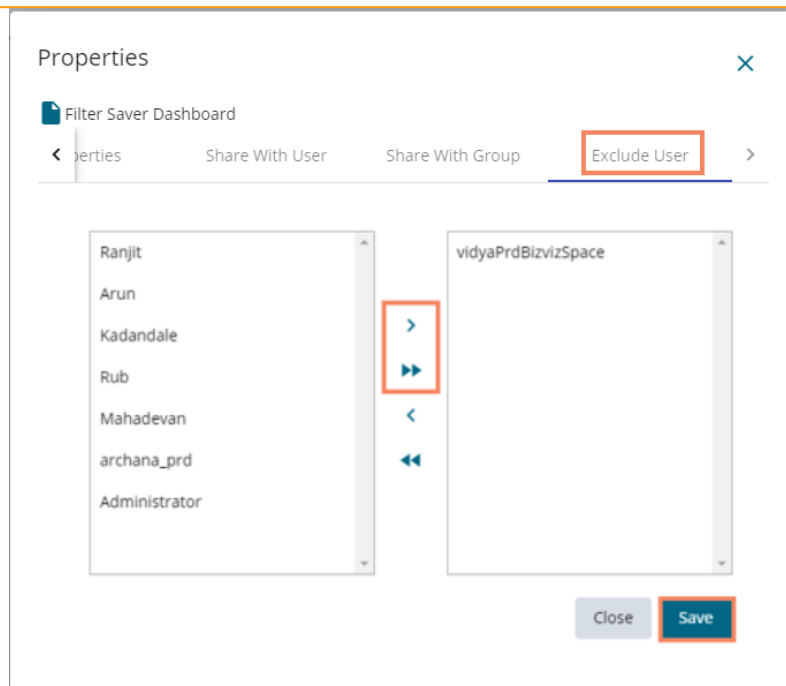 Properties
Filter Saver Dashboard
perties Share With User Share With Group Exclude User
Ranjit
Arun
Kadandale
Rub
Mahadevan
archana_prd
Administrator
vidyaPrdBizvizSpace
Close Save